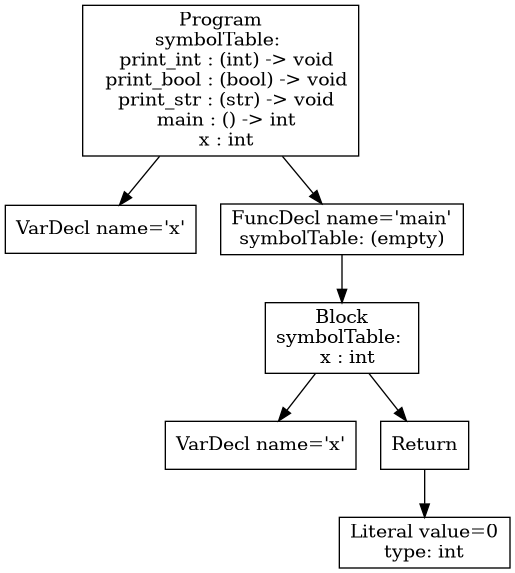 Program
symbolTable:
print_int : (int) -> void
print_bool : (bool) -> void
print_str : (str) -> void
main : () -> int
x : int
VarDecl name='x'
FuncDecl name='main'
symbolTable: (empty)
Block
symbolTable:
x : int
VarDecl name='x'
Return
Literal value=0
type: int